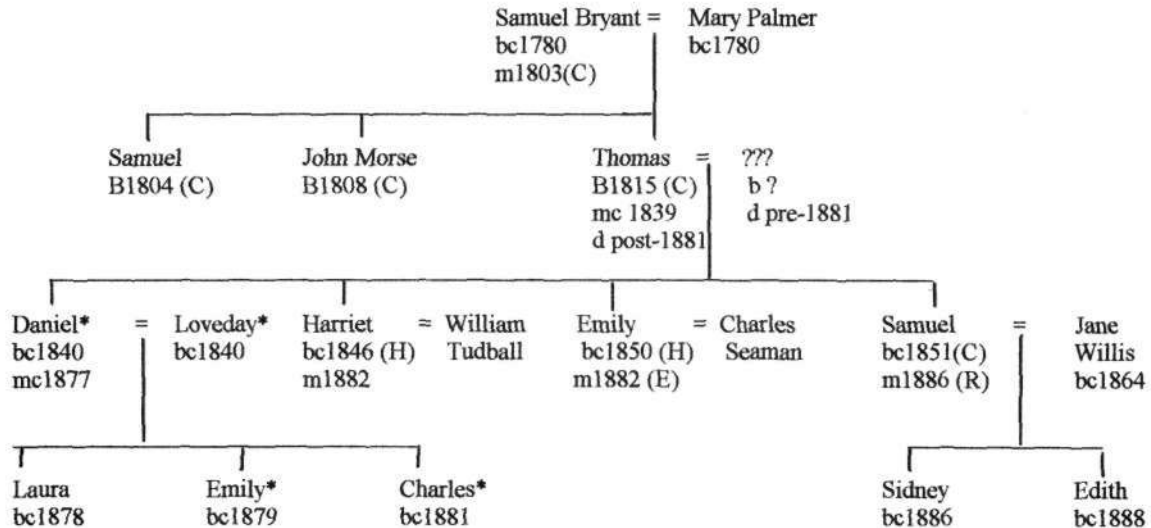 Samuel Bryant = Mary Palmer
bc1780 bc1780
m1803(C)
Samuel John Morse Thomas = ???
B1804 (C) B1808 (C) B1815 (C) b ?
mc 1839 d pre-1881
d post-1881
Daniel* = Loveday* Harriet = William Emily = Charles Samuel = Jane
bc1840 bc1840 bc1846 (H) Tudball bc1850 (H) Seaman bc1851(C) Willis
mc1877 m1882 m1882 (E) m1886 (R) bc1864
Laura Emily* Charles* Sidney Edith
bc1878 bc1879 bc1881 bc1886 bc1888